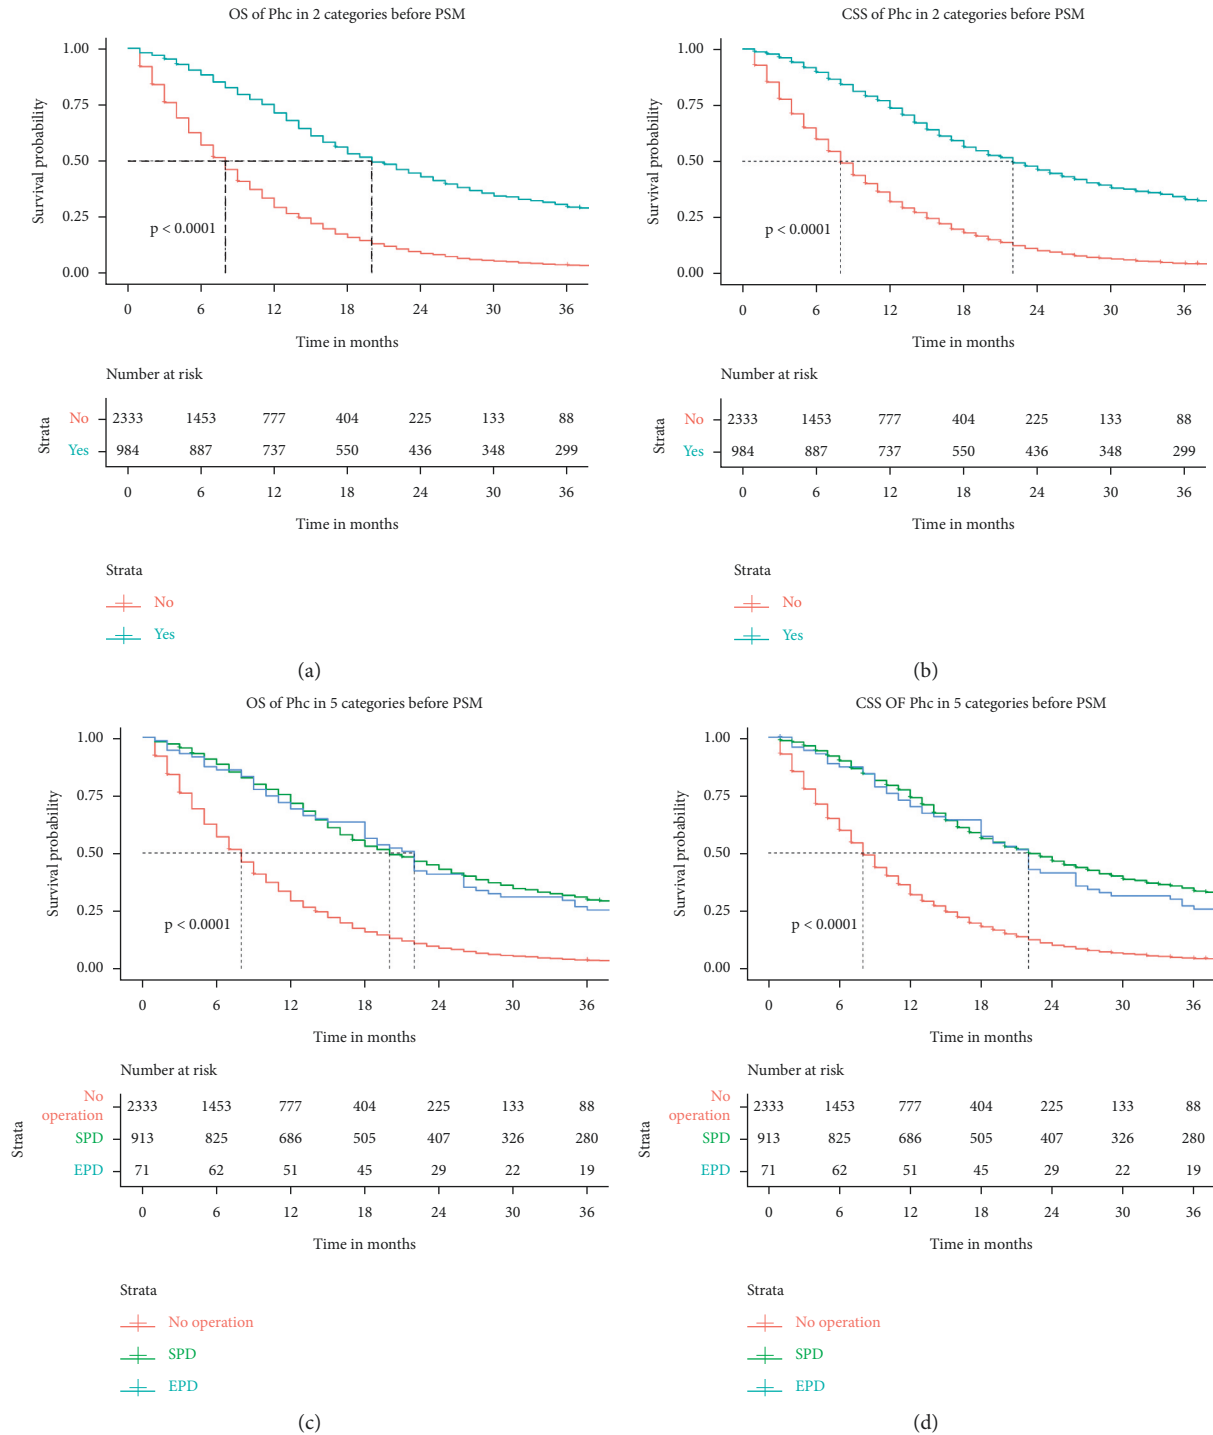 OS of Phc in 2 categories before PSM
1.00
0.75
0.50
0.25
0.00
Survival probability
p < 0.0001
0 6 12 18 24 30 36
Time in months
Number at risk
Strata
No 2333 1453 777 404 225 133 88
Yes 984 887 737 550 436 348 299
0 6 12 18 24 30 36
Time in months
Strata
No
Yes
(a)
CSS of Phc in 2 categories before PSM
1.00
0.75
0.50
0.25
0.00
Survival probability
p < 0.0001
0 6 12 18 24 30 36
Time in months
Number at risk
Strata
No 2333 1453 777 404 225 133 88
Yes 984 887 737 550 436 348 299
0 6 12 18 24 30 36
Time in months
Strata
No
Yes
(b)
OS of Phc in 5 categories before PSM
1.00
0.75
0.50
0.25
0.00
Survival probability
p < 0.0001
0 6 12 18 24 30 36
Time in months
Number at risk
Strata
No
operation 2333 1453 777 404 225 133 88
SPD 913 825 686 505 407 326 280
EPD 71 62 51 45 29 22 19
0 6 12 18 24 30 36
Time in months
Strata
No operation
SPD
EPD
(c)
CSS OF Phc in 5 categories before PSM
1.00
0.75
0.50
0.25
0.00
Survival probability
p < 0.0001
0 6 12 18 24 30 36
Time in months
Number at risk
Strata
No
operation 2333 1453 777 404 225 133 88
SPD 913 825 686 505 407 326 280
EPD 71 62 51 45 29 22 19
0 6 12 18 24 30 36
Time in months
Strata
No operation
SPD
EPD
(d)